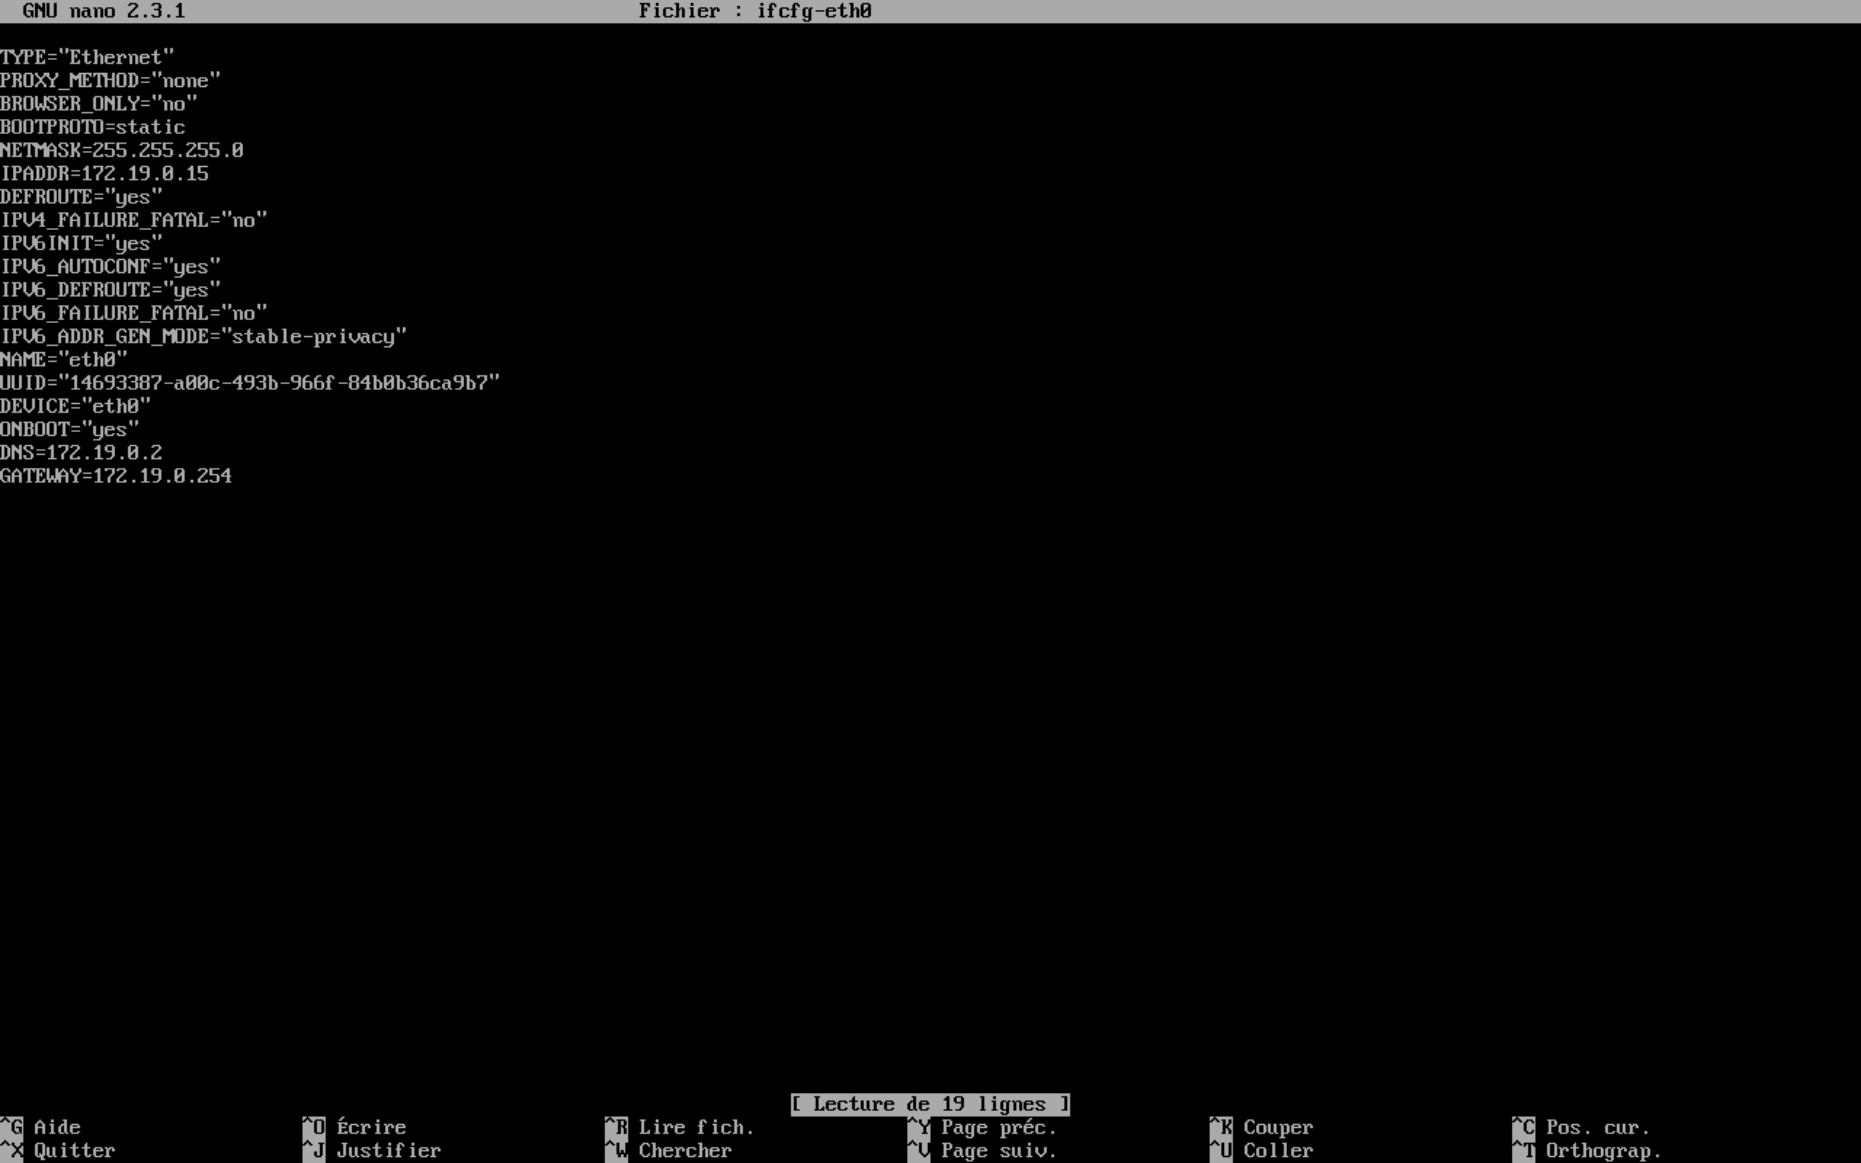 GNU nano 2.3.1 Fichier : ifcfg-eth0
TYPE="Ethernet"
PROXY_METHOD="none"
BROWSER_ONLY="no"
BOOTPROTO=static
NETMASK=255.255.255.0
IPADDR=172.19.0.15
DEFROUTE="yes"
IPV4_FAILURE_FATAL="no"
IPV6INIT="yes"
IPV6_AUTOCONF="yes"
IPV6_DEFROUTE="yes"
IPV6_FAILURE_FATAL="no"
IPV6_ADDR_GEN_MODE="stable-privacy"
NAME="eth0"
UUID="14693387-a00c-493b-966f-84b0b36ca9b7"
DEVICE="eth0"
ONBOOT="yes"
DNS=172.19.0.2
GATEWAY=172.19.0.254
[ Lecture de 19 lignes ]
^G Aide ^O Écrire ^R Lire fich. ^Y Page préc. ^K Couper ^C Pos. cur.
^X Quitter ^J Justifier ^W Chercher ^V Page suiv. ^U Coller ^T Orthograp.